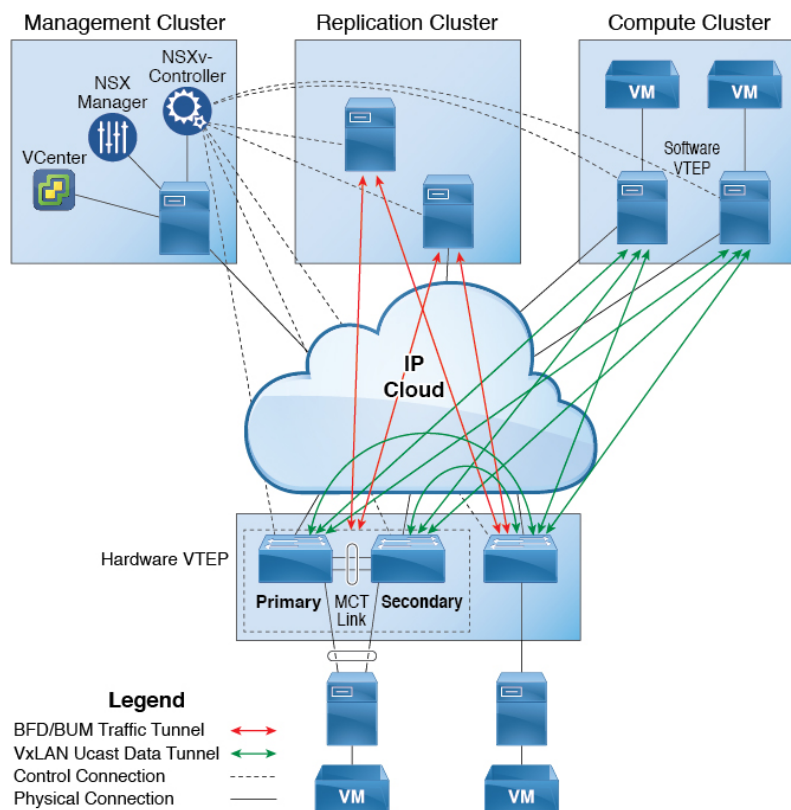 Management Cluster
Replication Cluster
Compute Cluster
NSXv-
Controller
NSX
Manager
VCenter
VM
VM
Software
VTEP
IP
Cloud
Hardware VTEP
Primary
MCT
Link
Secondary
Legend
BFD/BUM Traffic Tunnel
VxLAN Ucast Data Tunnel
Control Connection
Physical Connection
VM
VM